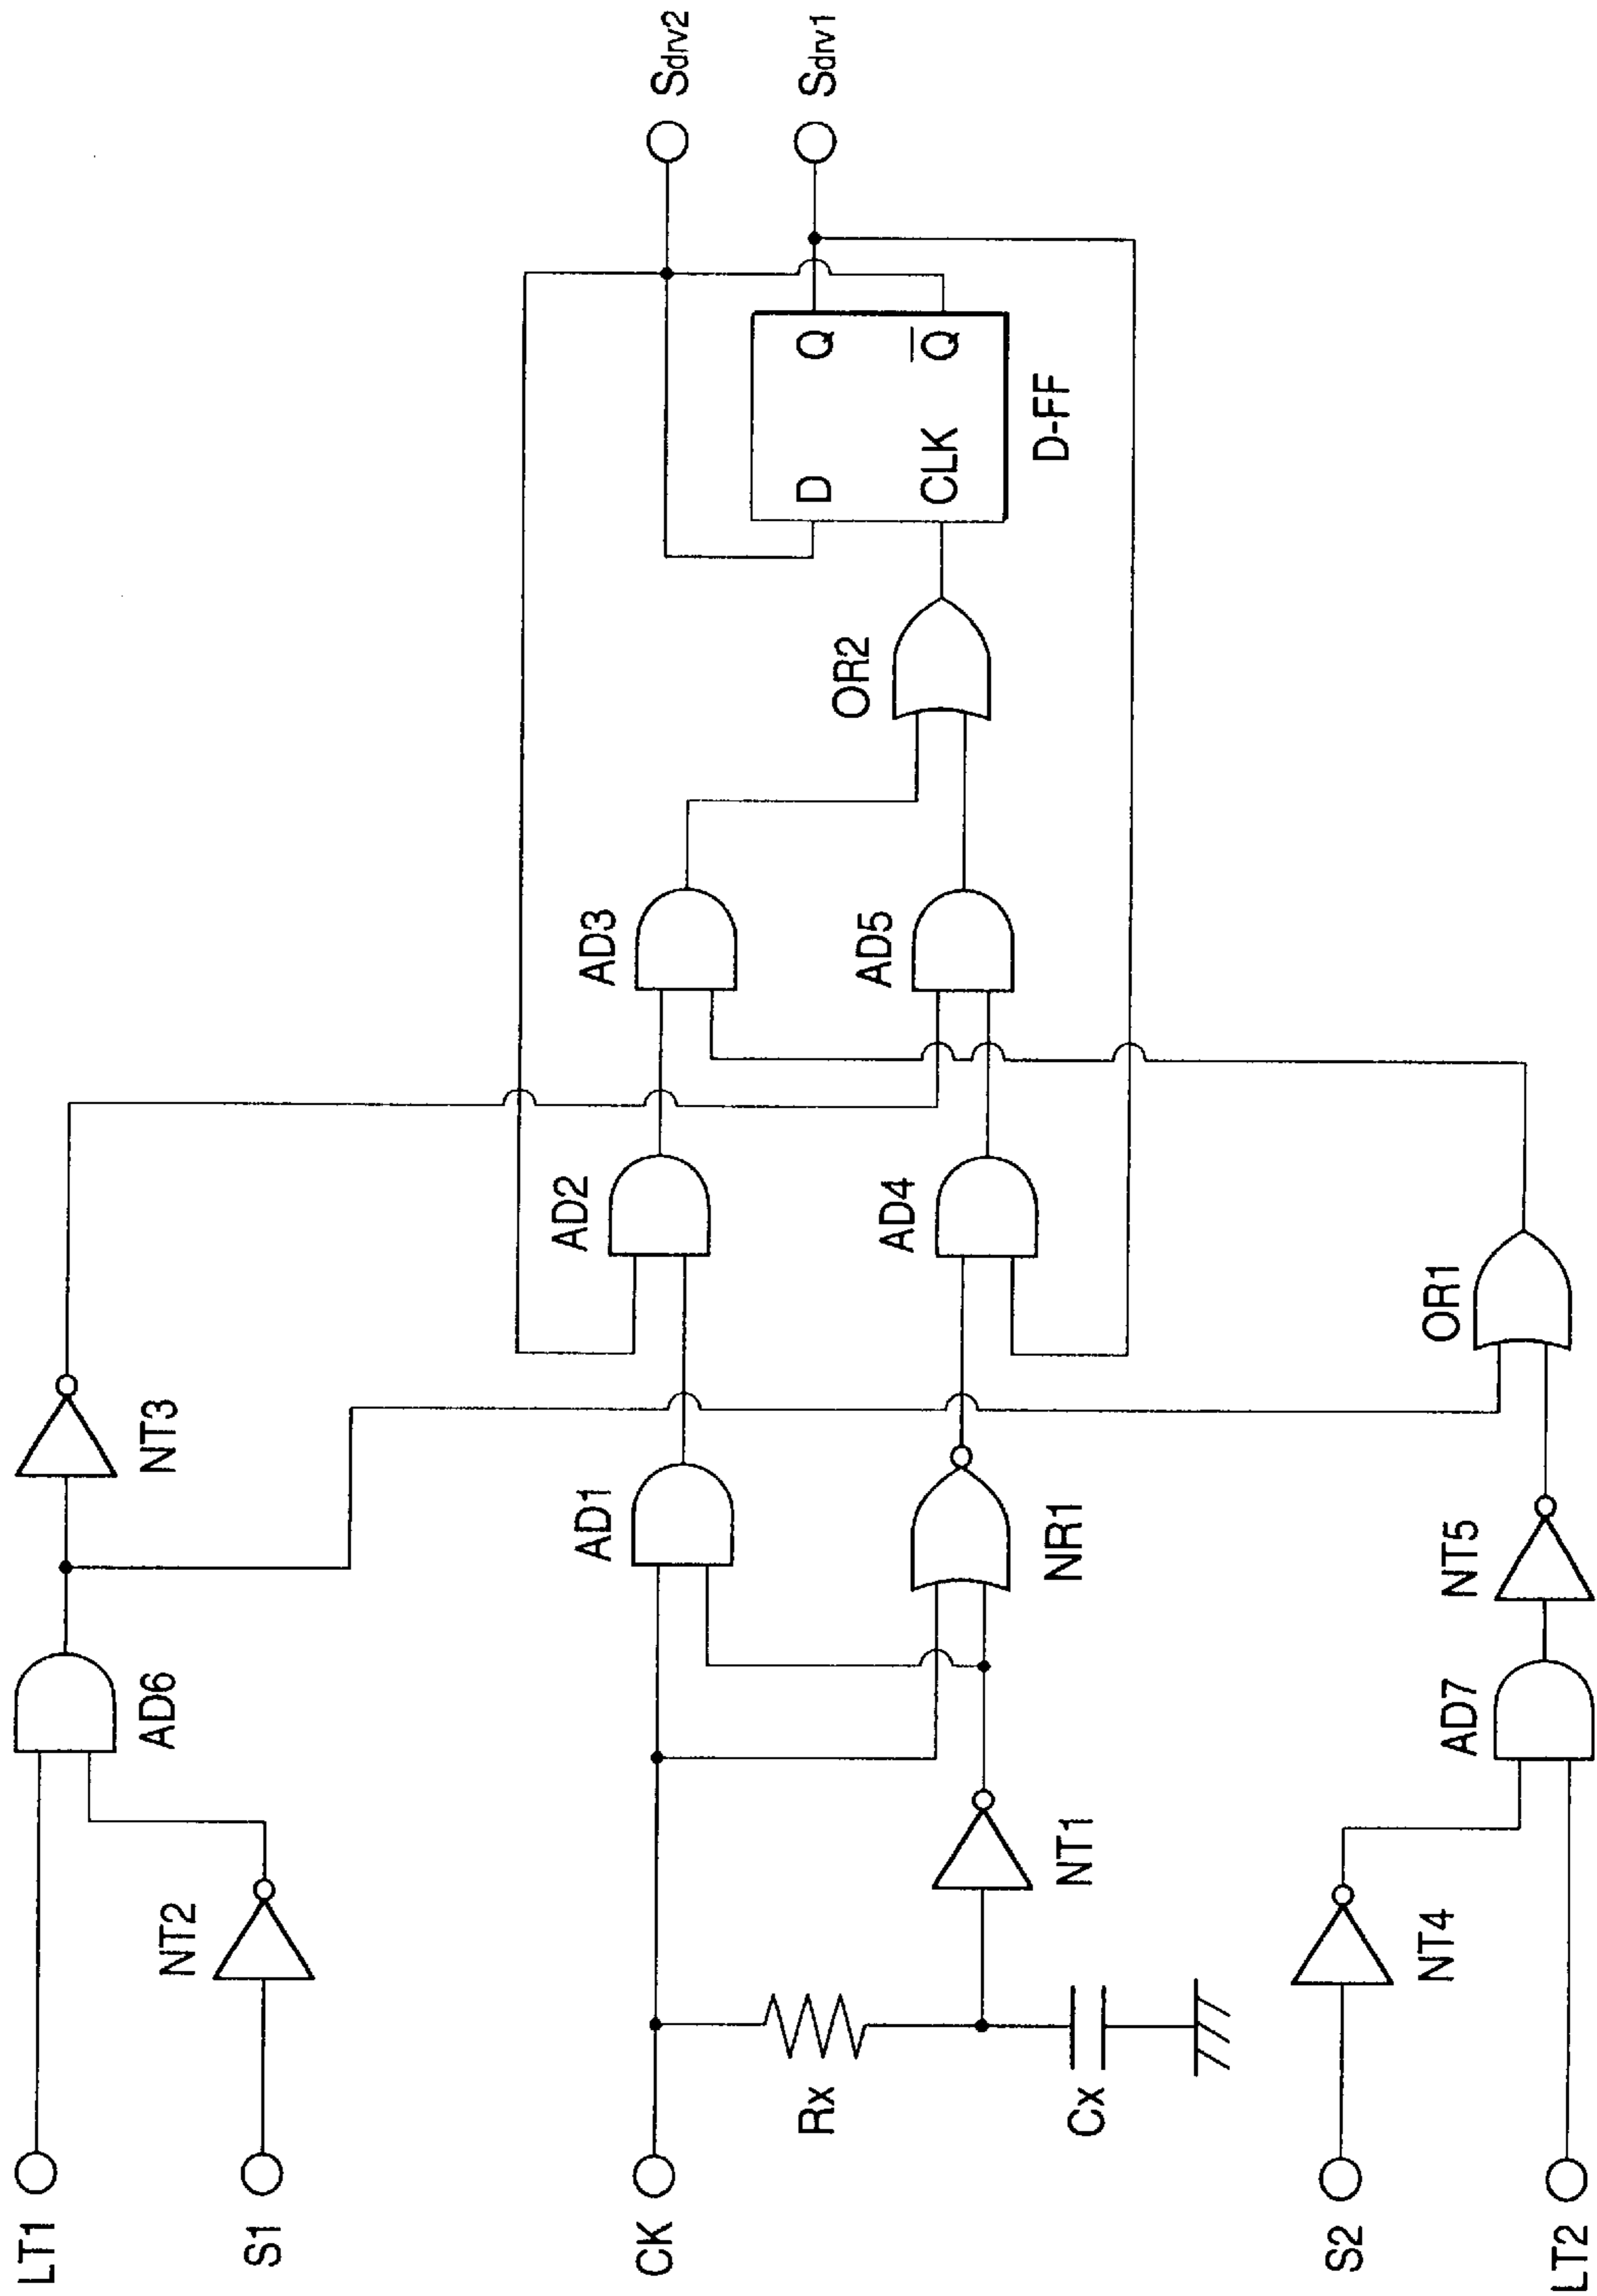 LT1
S1
NT2
AD6
NT3
CK
Rx
Cx
NT1
AD1
NR1
AD2
AD4
AD3
AD5
OR2
D
CLK
Q
Q̅
D-FF
Sdrv2
Sdrv1
S2
LT2
NT4
AD7
NT5
OR1